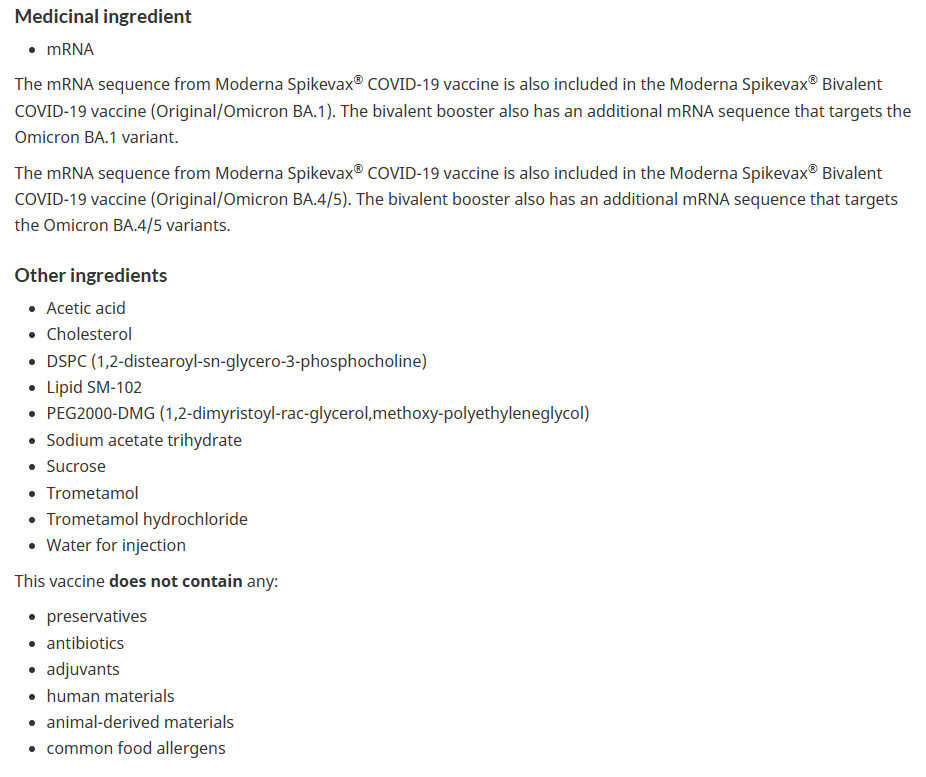 Medicinal ingredient
• mRNA
The mRNA sequence from Moderna Spikevax® COVID-19 vaccine is also included in the Moderna Spikevax® Bivalent
COVID-19 vaccine (Original/Omicron BA.1). The bivalent booster also has an additional mRNA sequence that targets the
Omicron BA.1 variant.
The mRNA sequence from Moderna Spikevax® COVID-19 vaccine is also included in the Moderna Spikevax® Bivalent
COVID-19 vaccine (Original/Omicron BA.4/5). The bivalent booster also has an additional mRNA sequence that targets
the Omicron BA.4/5 variants.
Other ingredients
• Acetic acid
• Cholesterol
• DSPC (1,2-distearoyl-sn-glycero-3-phosphocholine)
• Lipid SM-102
• PEG2000-DMG (1,2-dimyristoyl-rac-glycerol,methoxy-polyethyleneglycol)
• Sodium acetate trihydrate
• Sucrose
• Trometamol
• Trometamol hydrochloride
• Water for injection
This vaccine does not contain any:
• preservatives
• antibiotics
• adjuvants
• human materials
• animal-derived materials
• common food allergens